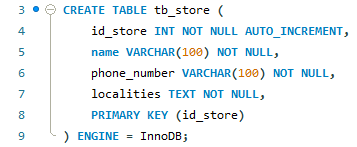 3 CREATE TABLE tb_store (
4 id_store INT NOT NULL AUTO_INCREMENT,
5 name VARCHAR(100) NOT NULL,
6 phone_number VARCHAR(100) NOT NULL,
7 localities TEXT NOT NULL,
8 PRIMARY KEY (id_store)
9 ) ENGINE = InnoDB;